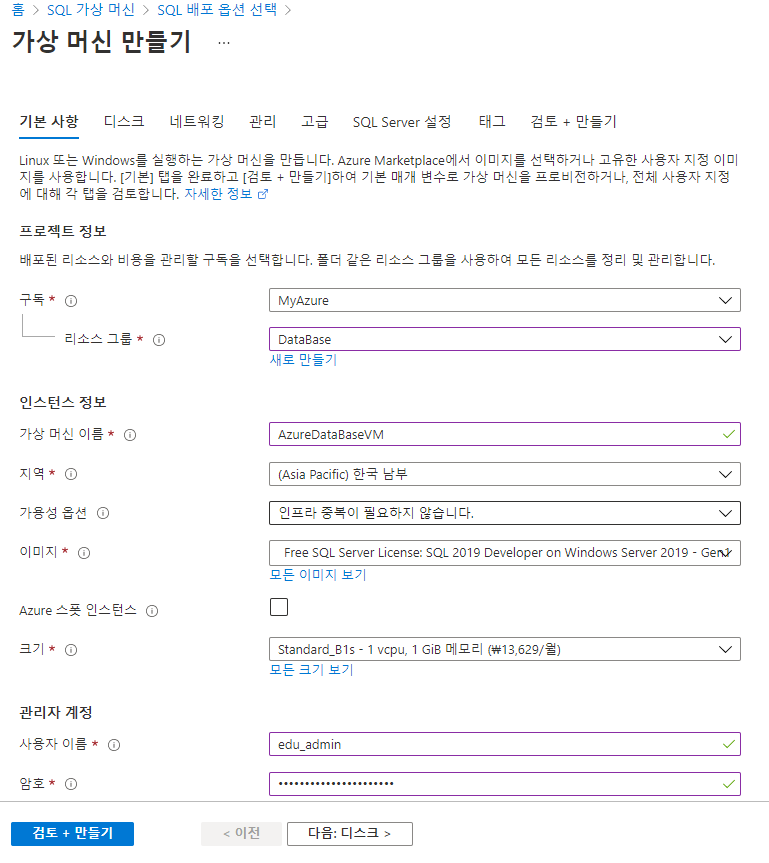 홈 > SQL 가상 머신 > SQL 배포 옵션 선택 >
가상 머신 만들기 ...
기본 사항 디스크 네트워킹 관리 고급 SQL Server 설정 태그 검토 + 만들기
Linux 또는 Windows를 실행하는 가상 머신을 만듭니다. Azure Marketplace에서 이미지를 선택하거나 고유한 사용자 지정 이미
지를 사용합니다. [기본] 탭을 완료하고 [검토 + 만들기]하여 기본 매개 변수로 가상 머신을 프로비전하거나, 전체 사용자 지정
에 대해 각 탭을 검토합니다. 자세한 정보
프로젝트 정보
배포된 리소스와 비용을 관리할 구독을 선택합니다. 폴더 같은 리소스 그룹을 사용하여 모든 리소스를 정리 및 관리합니다.
구독 * MyAzure
리소스 그룹 * DataBase
새로 만들기
인스턴스 정보
가상 머신 이름 * AzureDataBaseVM
지역 * (Asia Pacific) 한국 남부
가용성 옵션 인프라 중복이 필요하지 않습니다.
이미지 * Free SQL Server License: SQL 2019 Developer on Windows Server 2019 -
모든 이미지 보기
Azure 스폿 인스턴스
크기 * Standard_B1s - 1 vcpu, 1 GiB 메모리 (₩13,629/월)
모든 크기 보기
관리자 계정
사용자 이름 * edu_admin
암호 * ••••••••••••••••••••••
검토 + 만들기 < 이전 다음: 디스크 >